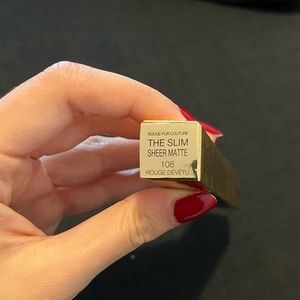 ROUGE PUR COUTURE
THE SLIM
SHEER MATTE
108
ROUGE DÉVÊTU